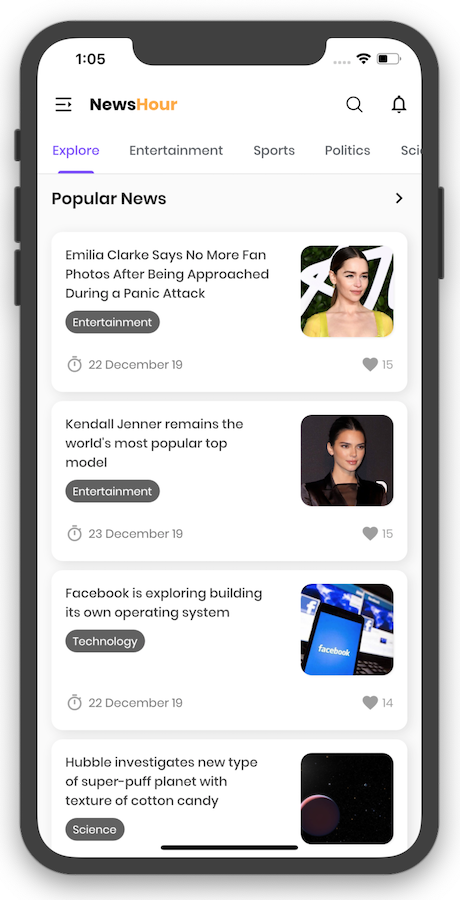 1:05
NewsHour
Explore Entertainment Sports Politics Sci
Popular News
Emilia Clarke Says No More Fan
Photos After Being Approached
During a Panic Attack
Entertainment
22 December 19 15
Kendall Jenner remains the
world's most popular top
model
Entertainment
23 December 19 15
Facebook is exploring building
its own operating system
facebook
Technology
22 December 19 14
Hubble investigates new type
of super-puff planet with
texture of cotton candy
Science